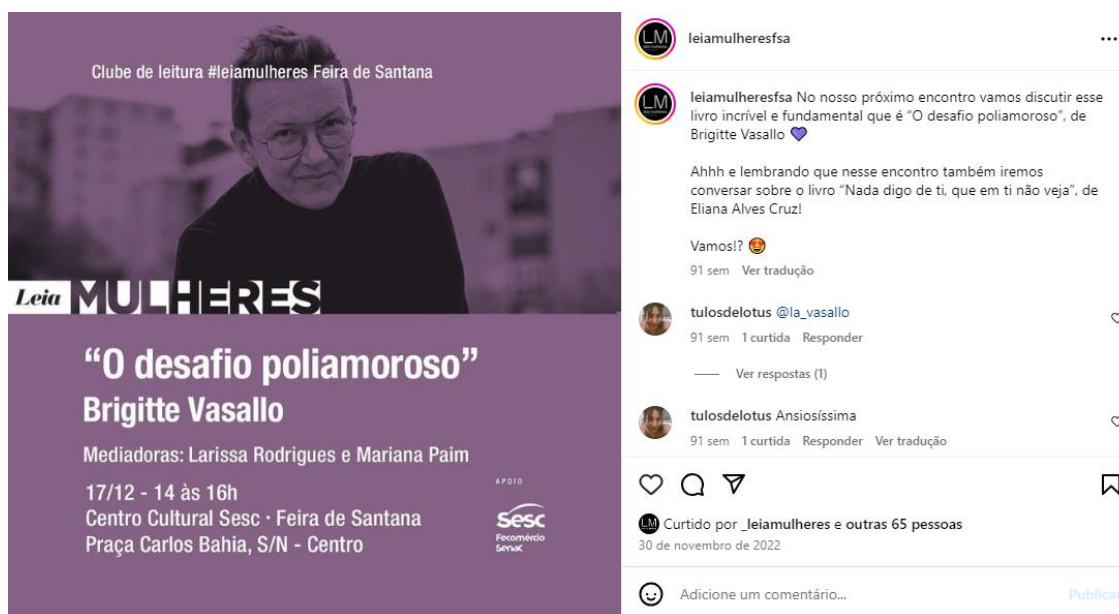 Clube de leitura #leiamulheres Feira de Santana
Leia MULHERES
“O desafio poliamoroso”
Brigitte Vasallo
Mediadoras: Larissa Rodrigues e Mariana Paim
17/12 - 14 às 16h
Centro Cultural Sesc · Feira de Santana
Praça Carlos Bahia, S/N - Centro
APOIO
Sesc
Fecomércio
Senac
LM
leiamulheresfsa
LM
leiamulheresfsa No nosso próximo encontro vamos discutir esse
livro incrível e fundamental que é “O desafio poliamoroso”, de
Brigitte Vasallo 💜
Ahhh e lembrando que nesse encontro também iremos
conversar sobre o livro “Nada digo de ti, que em ti não veja”, de
Eliana Alves Cruz!
Vamos!? 🤩
91 sem Ver tradução
tulosdelotus @la_vasallo
91 sem 1 curtida Responder
Ver respostas (1)
tulosdelotus Ansiosíssima
91 sem 1 curtida Responder Ver tradução
LM Curtido por _leiamulheres e outras 65 pessoas
30 de novembro de 2022
Adicione um comentário...
Publicar